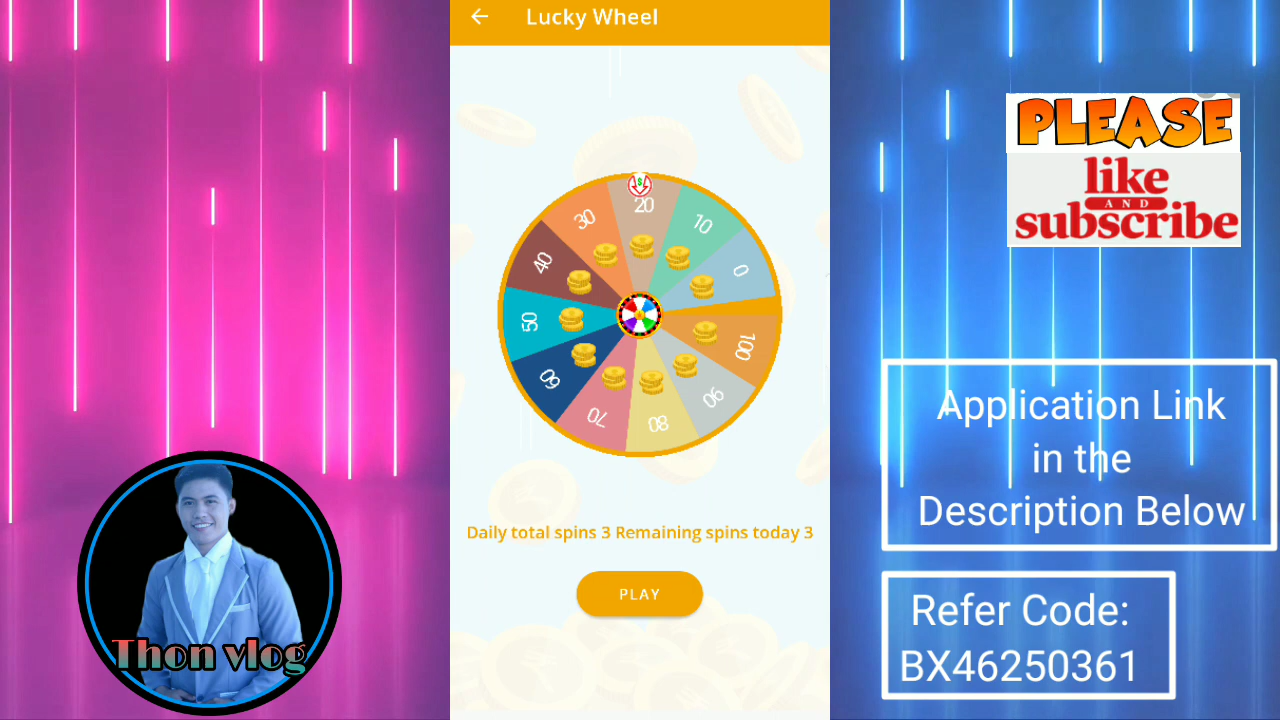 Lucky Wheel
20
10
0
100
90
80
70
60
50
40
30
Daily total spins 3 Remaining spins today 3
PLAY
Thon vlog
PLEASE
like
AND
subscribe
Application Link
in the
Description Below
Refer Code:
BX46250361